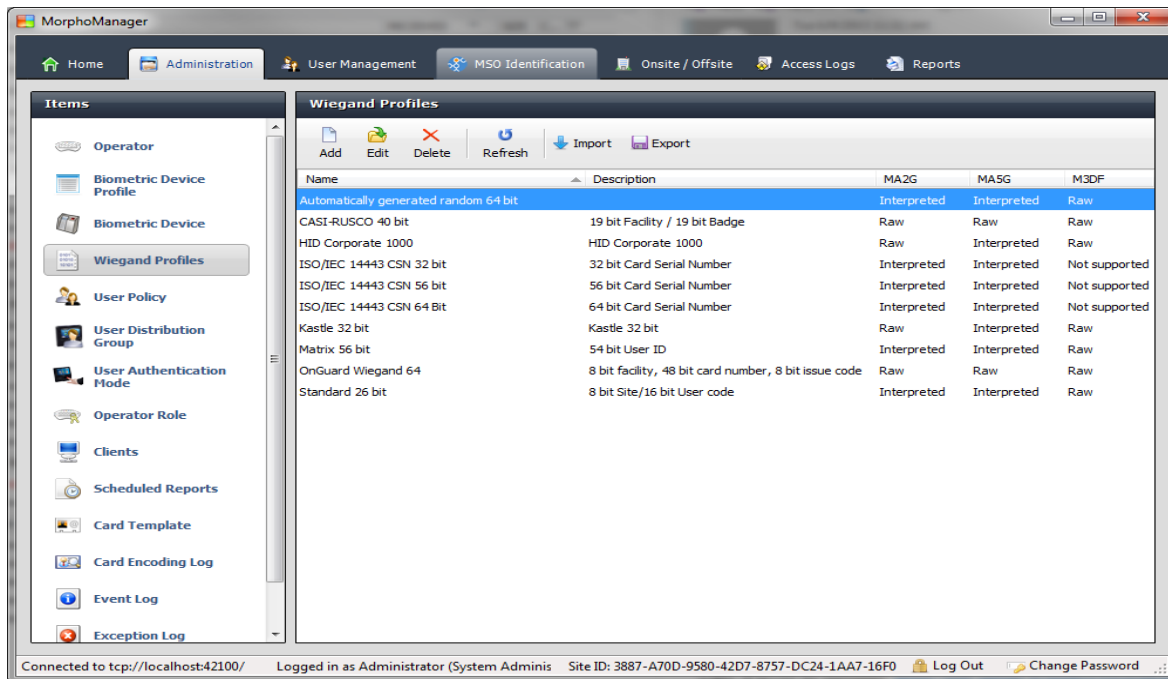 MorphoManager
Home Administration User Management MSO Identification Onsite / Offsite Access Logs Reports
Items
Operator
Biometric Device
Profile
Biometric Device
Wiegand Profiles
User Policy
User Distribution
Group
User Authentication
Mode
Operator Role
Clients
Scheduled Reports
Card Template
Card Encoding Log
Event Log
Exception Log
Wiegand Profiles
Add Edit Delete Refresh Import Export
Name Description MA2G MA5G M3DF
Automatically generated random 64 bit Interpreted Interpreted Raw
CASI-RUSCO 40 bit 19 bit Facility / 19 bit Badge Raw Raw Raw
HID Corporate 1000 HID Corporate 1000 Raw Interpreted Raw
ISO/IEC 14443 CSN 32 bit 32 bit Card Serial Number Interpreted Interpreted Not supported
ISO/IEC 14443 CSN 56 bit 56 bit Card Serial Number Interpreted Interpreted Not supported
ISO/IEC 14443 CSN 64 Bit 64 bit Card Serial Number Interpreted Interpreted Not supported
Kastle 32 bit Kastle 32 bit Raw Interpreted Raw
Matrix 56 bit 54 bit User ID Interpreted Interpreted Raw
OnGuard Wiegand 64 8 bit facility, 48 bit card number, 8 bit issue code Raw Raw Raw
Standard 26 bit 8 bit Site/16 bit User code Interpreted Interpreted Raw
Connected to tcp://localhost:42100/ Logged in as Administrator (System Adminis Site ID: 3887-A70D-9580-42D7-8757-DC24-1AA7-16F0 Log Out Change Password